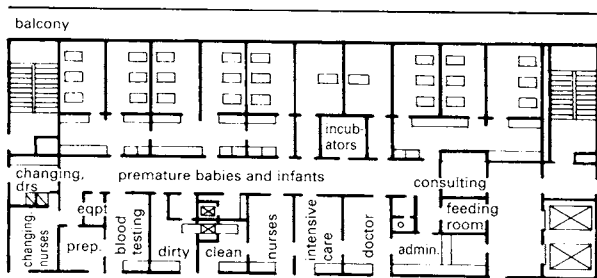 balcony
incub-
ators
changing,
drs
premature babies and infants
consulting
changing,
nurses
eqpt
prep.
blood
testing
dirty
clean
nurses
intensive
care
doctor
admin.
feeding
room